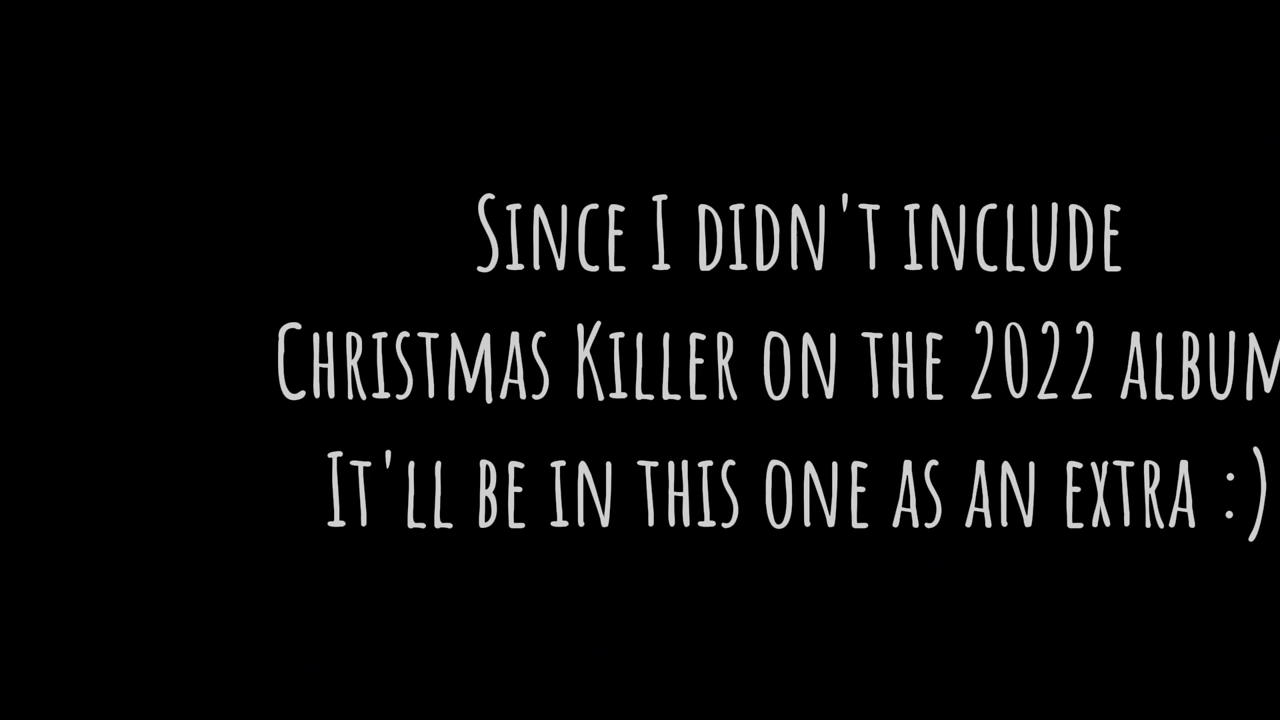 Since I didn't include
Christmas Killer on the 2022 album
It'll be in this one as an extra :)